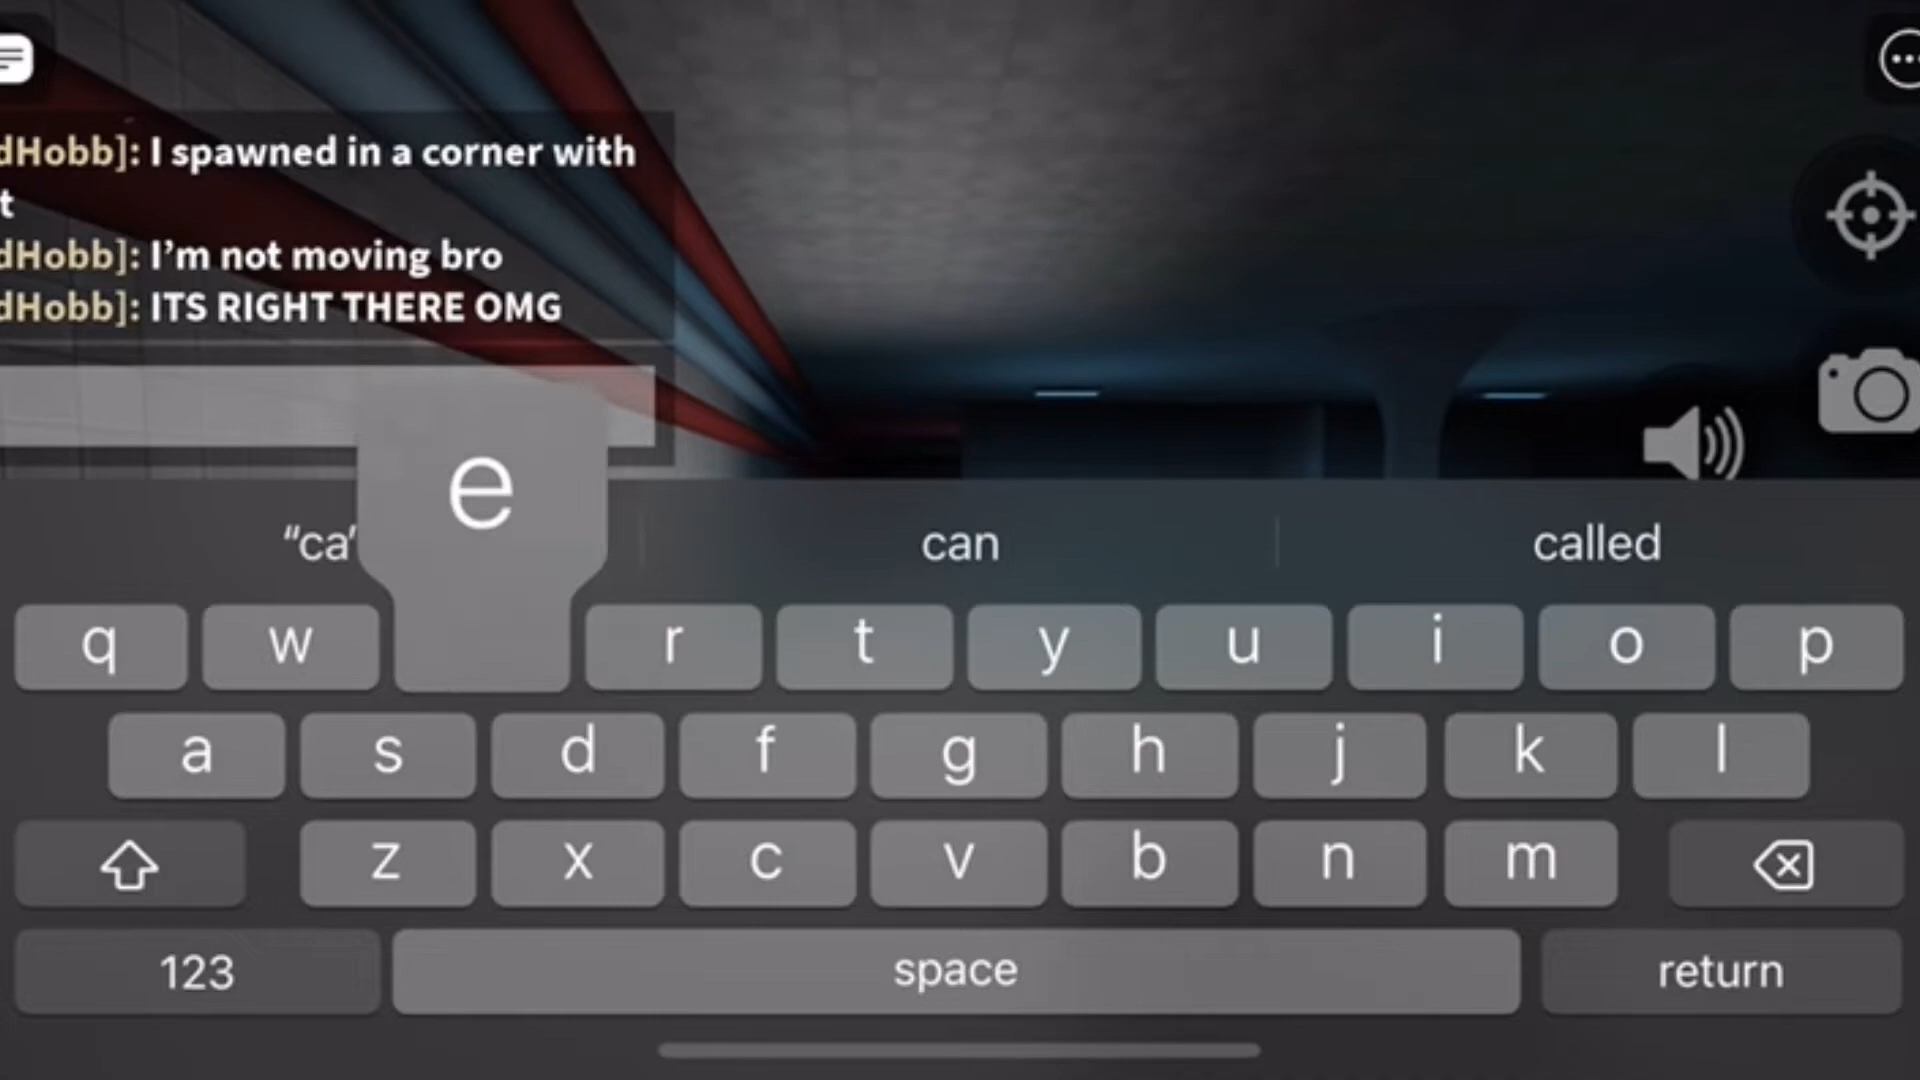 dHobb]: I spawned in a corner with
t
dHobb]: I’m not moving bro
dHobb]: ITS RIGHT THERE OMG
e
“ca’ can called
q w r t y u i o p
a s d f g h j k l
z x c v b n m
123 space return